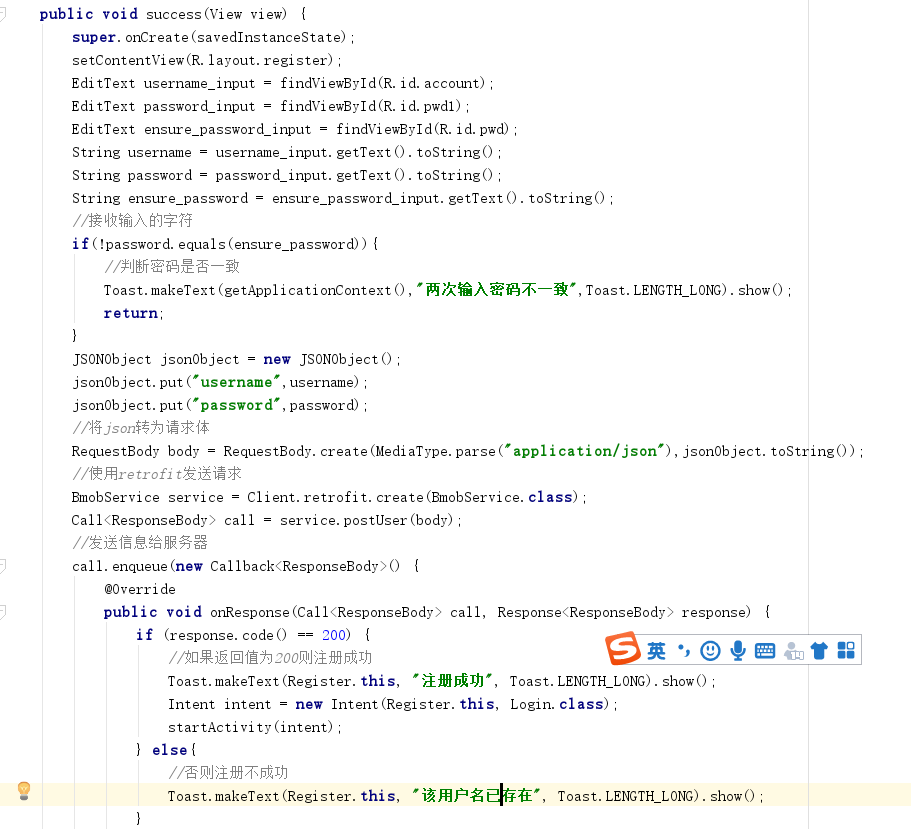 public void success(View view) {
super.onCreate(savedInstanceState);
setContentView(R.layout.register);
EditText username_input = findViewById(R.id.account);
EditText password_input = findViewById(R.id.pwd1);
EditText ensure_password_input = findViewById(R.id.pwd);
String username = username_input.getText().toString();
String password = password_input.getText().toString();
String ensure_password = ensure_password_input.getText().toString();
//接收输入的字符
if(!password.equals(ensure_password)){
//判断密码是否一致
Toast.makeText(getApplicationContext(),"两次输入密码不一致",Toast.LENGTH_LONG).show();
return;
}
JSONObject jsonObject = new JSONObject();
jsonObject.put("username",username);
jsonObject.put("password",password);
//将json转为请求体
RequestBody body = RequestBody.create(MediaType.parse("application/json"),jsonObject.toString());
//使用retrofit发送请求
BmobService service = Client.retrofit.create(BmobService.class);
Call<ResponseBody> call = service.postUser(body);
//发送信息给服务器
call.enqueue(new Callback<ResponseBody>() {
@Override
public void onResponse(Call<ResponseBody> call, Response<ResponseBody> response) {
if (response.code() == 200) {
S 英
//如果返回值为200则注册成功
Toast.makeText(Register.this, "注册成功", Toast.LENGTH_LONG).show();
Intent intent = new Intent(Register.this, Login.class);
startActivity(intent);
} else{
//否则注册不成功
Toast.makeText(Register.this, "该用户名已存在", Toast.LENGTH_LONG).show();
}